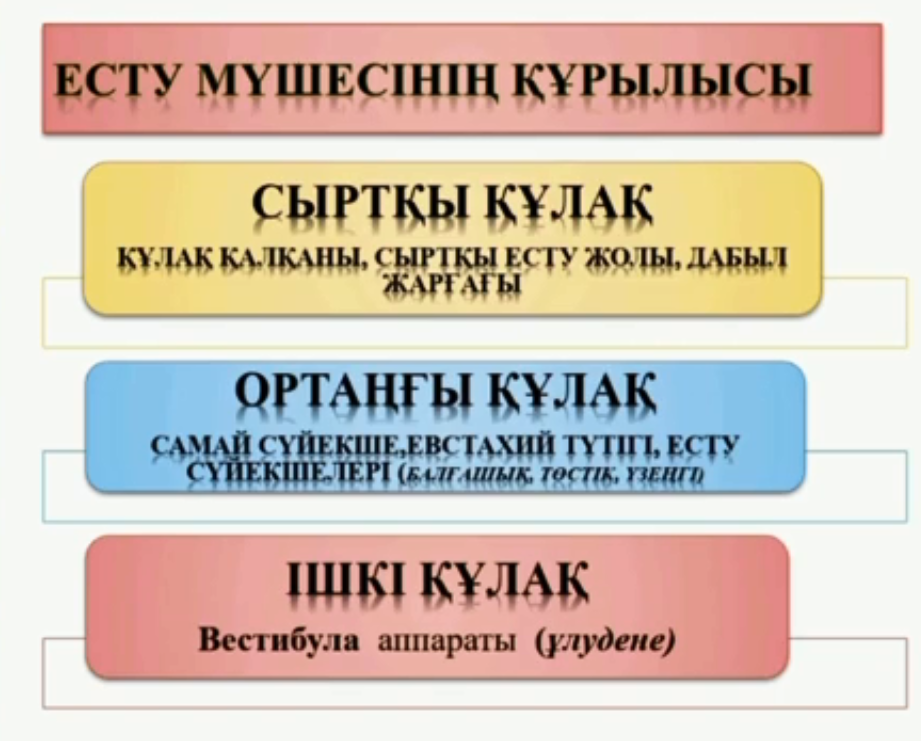 ЕСТУ МҮШЕСІНІҢ ҚҰРЫЛЫСЫ
СЫРТҚЫ ҚҰЛАҚ
ҚҰЛАҚ ҚАЛҚАНЫ, СЫРТҚЫ ЕСТУ ЖОЛЫ, ДАБЫЛ
ЖАРҒАҒЫ
ОРТАҢҒЫ ҚҰЛАҚ
САМАЙ СҮЙЕКШЕ,ЕВСТАХИЙ ТҮТІГІ, ЕСТУ
СҮЙЕКШЕЛЕРІ (БАЛҒАШЫҚ, ТӨСТІК, ҮЗЕҢГІ)
ІШКІ ҚҰЛАҚ
Вестибула аппараты (ұлудене)